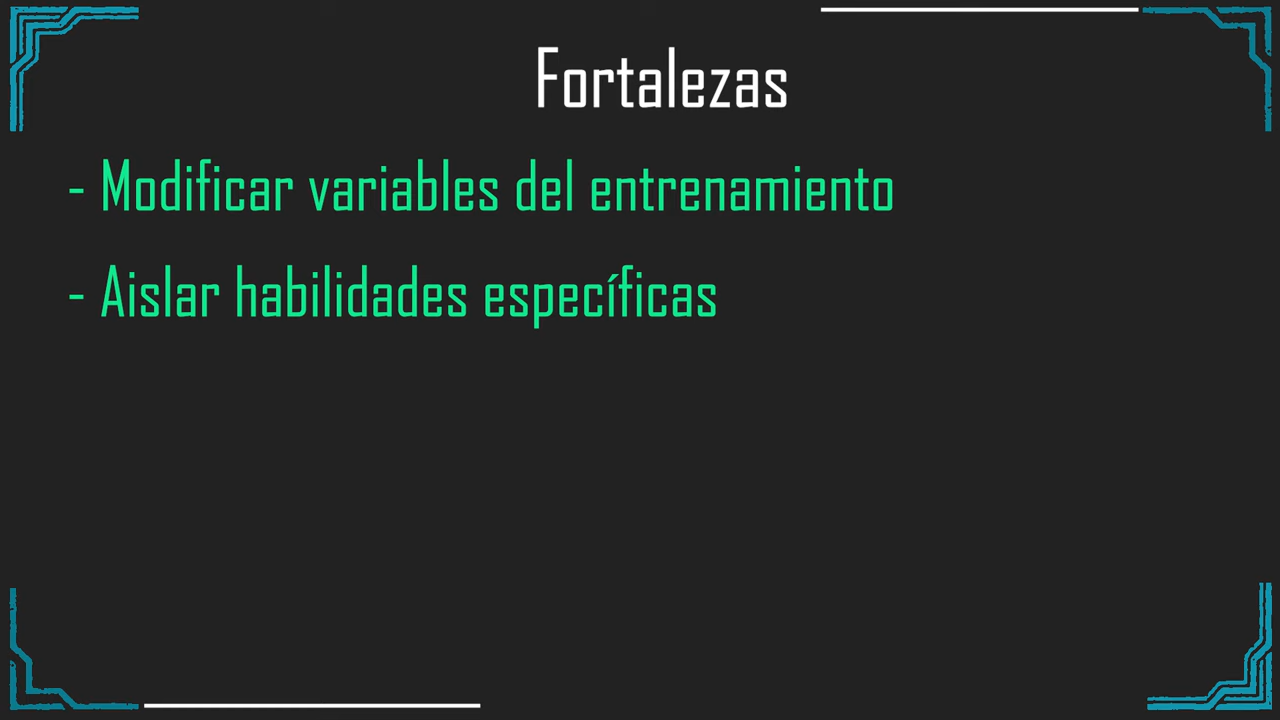 Fortalezas
- Modificar variables del entrenamiento
- Aislar habilidades específicas